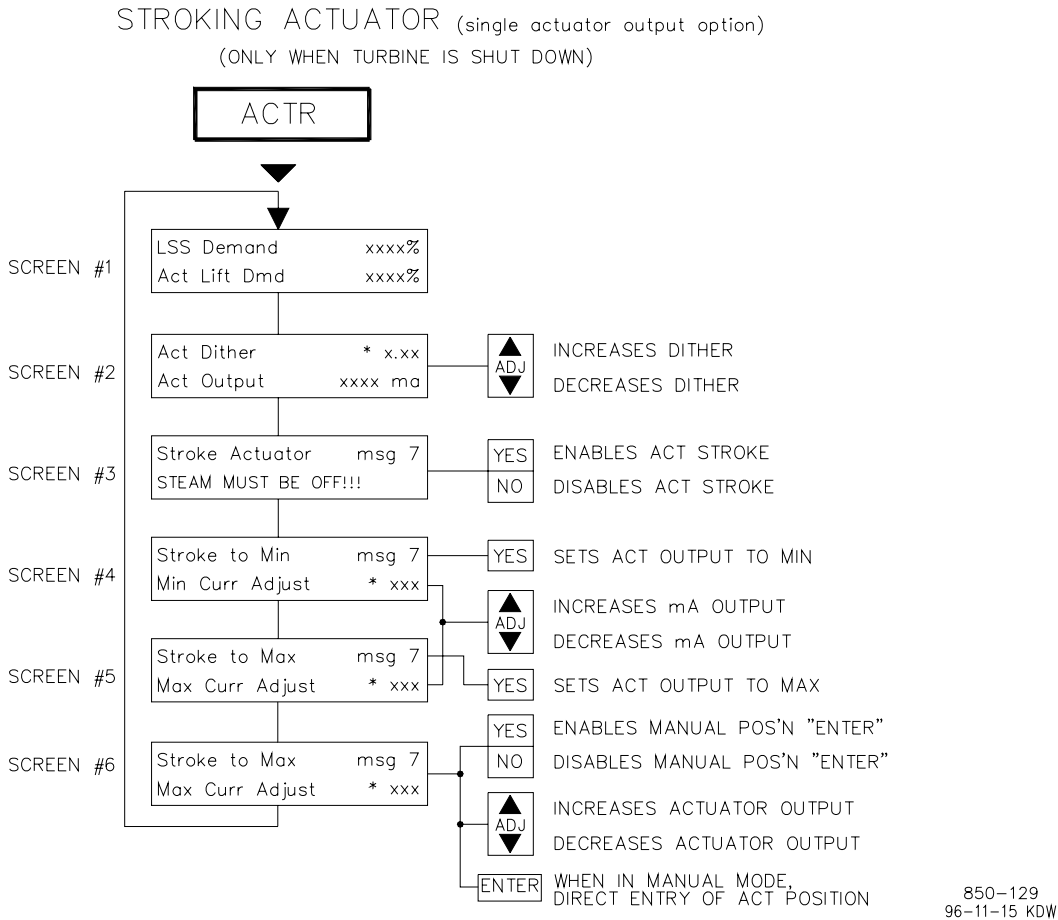 STROKING ACTUATOR (single actuator output option)
(ONLY WHEN TURBINE IS SHUT DOWN)
ACTR
SCREEN #1
LSS Demand xxxx%
Act Lift Dmd xxxx%
SCREEN #2
Act Dither * x.xx
Act Output xxxx ma
ADJ
INCREASES DITHER
DECREASES DITHER
SCREEN #3
Stroke Actuator msg 7
STEAM MUST BE OFF!!!
YES ENABLES ACT STROKE
NO DISABLES ACT STROKE
SCREEN #4
Stroke to Min msg 7
Min Curr Adjust * xxx
YES SETS ACT OUTPUT TO MIN
ADJ
INCREASES mA OUTPUT
DECREASES mA OUTPUT
SCREEN #5
Stroke to Max msg 7
Max Curr Adjust * xxx
YES SETS ACT OUTPUT TO MAX
SCREEN #6
Stroke to Max msg 7
Max Curr Adjust * xxx
YES ENABLES MANUAL POS'N "ENTER"
NO DISABLES MANUAL POS'N "ENTER"
ADJ
INCREASES ACTUATOR OUTPUT
DECREASES ACTUATOR OUTPUT
ENTER WHEN IN MANUAL MODE,
DIRECT ENTRY OF ACT POSITION
850-129
96-11-15 KDW